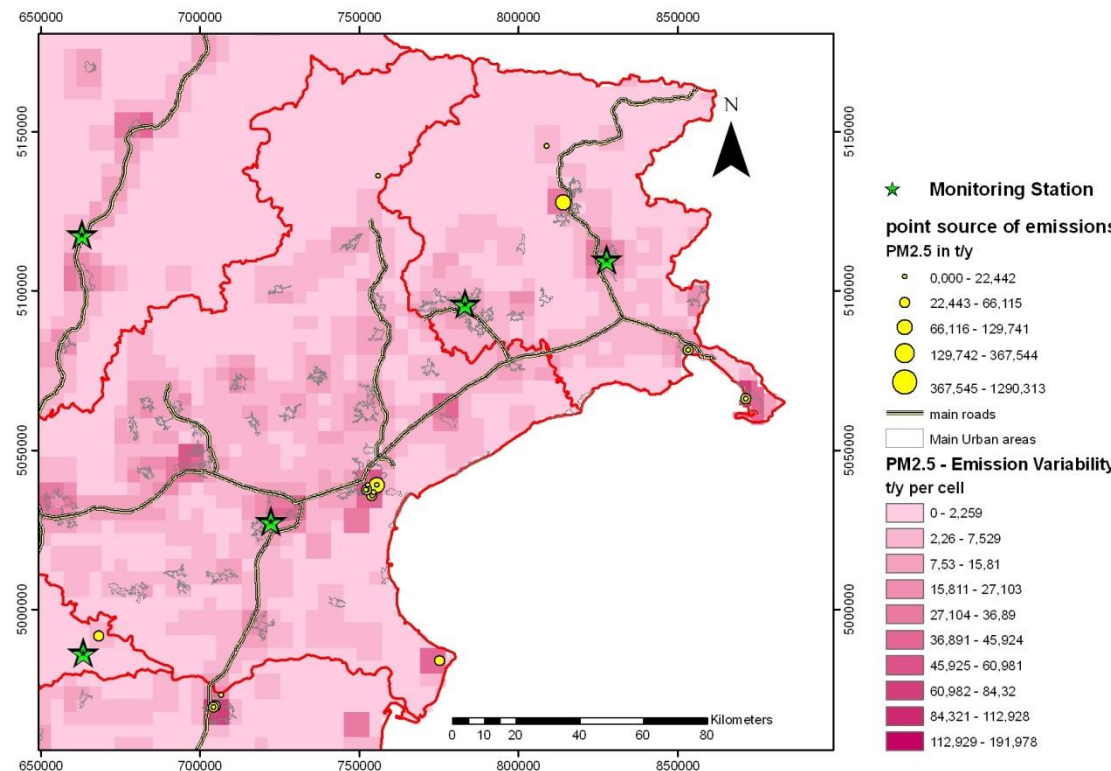 650000 700000 750000 800000 850000
N
5150000 5150000
5100000 5100000
5050000 5050000
5000000 5000000
Kilometers
0 10 20 40 60 80
650000 700000 750000 800000 850000
Monitoring Station
point source of emissions
PM2.5 in t/y
0,000 - 22,442
22,443 - 66,115
66,116 - 129,741
129,742 - 367,544
367,545 - 1290,313
main roads
Main Urban areas
PM2.5 - Emission Variability
t/y per cell
0 - 2,259
2,26 - 7,529
7,53 - 15,81
15,811 - 27,103
27,104 - 36,89
36,891 - 45,924
45,925 - 60,981
60,982 - 84,32
84,321 - 112,928
112,929 - 191,978